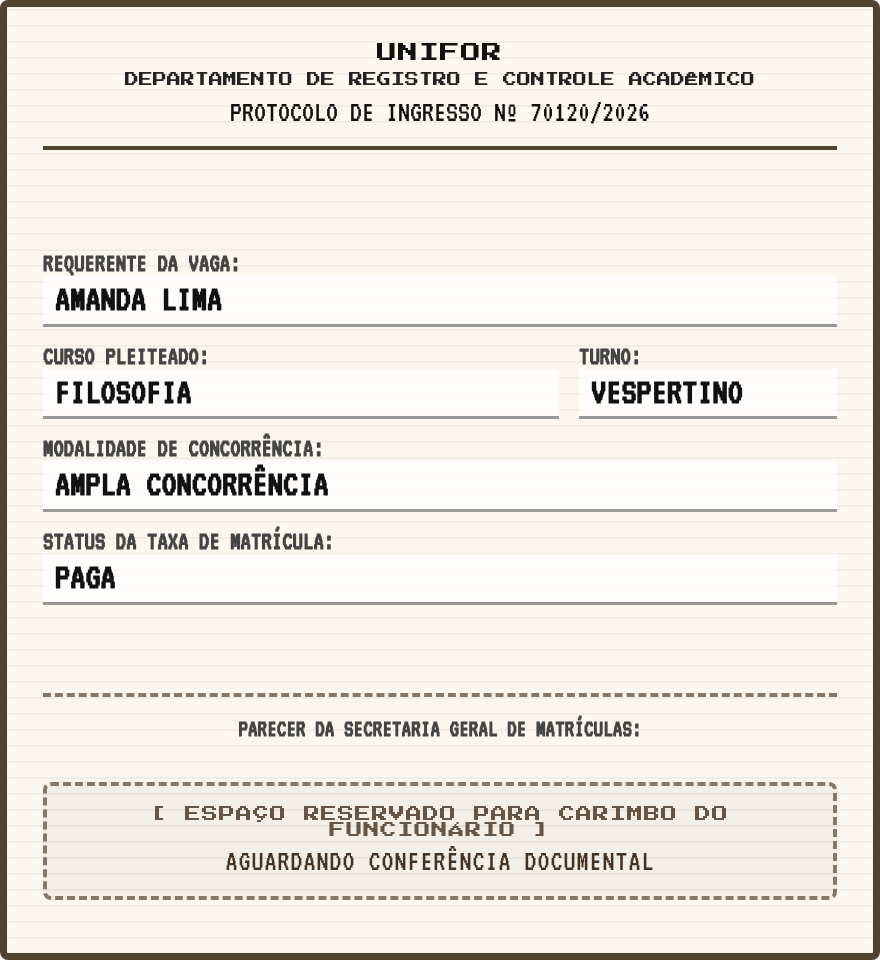 UNIFOR
DEPARTAMENTO DE REGISTRO E CONTROLE ACADÊMICO
PROTOCOLO DE INGRESSO Nº 70120/2026
REQUERENTE DA VAGA:
AMANDA LIMA
CURSO PLEITEADO:
FILOSOFIA
TURNO:
VESPERTINO
MODALIDADE DE CONCORRÊNCIA:
AMPLA CONCORRÊNCIA
STATUS DA TAXA DE MATRÍCULA:
PAGA
PARECER DA SECRETARIA GERAL DE MATRÍCULAS:
[ ESPAÇO RESERVADO PARA CARIMBO DO
FUNCIONÁRIO ]
AGUARDANDO CONFERÊNCIA DOCUMENTAL